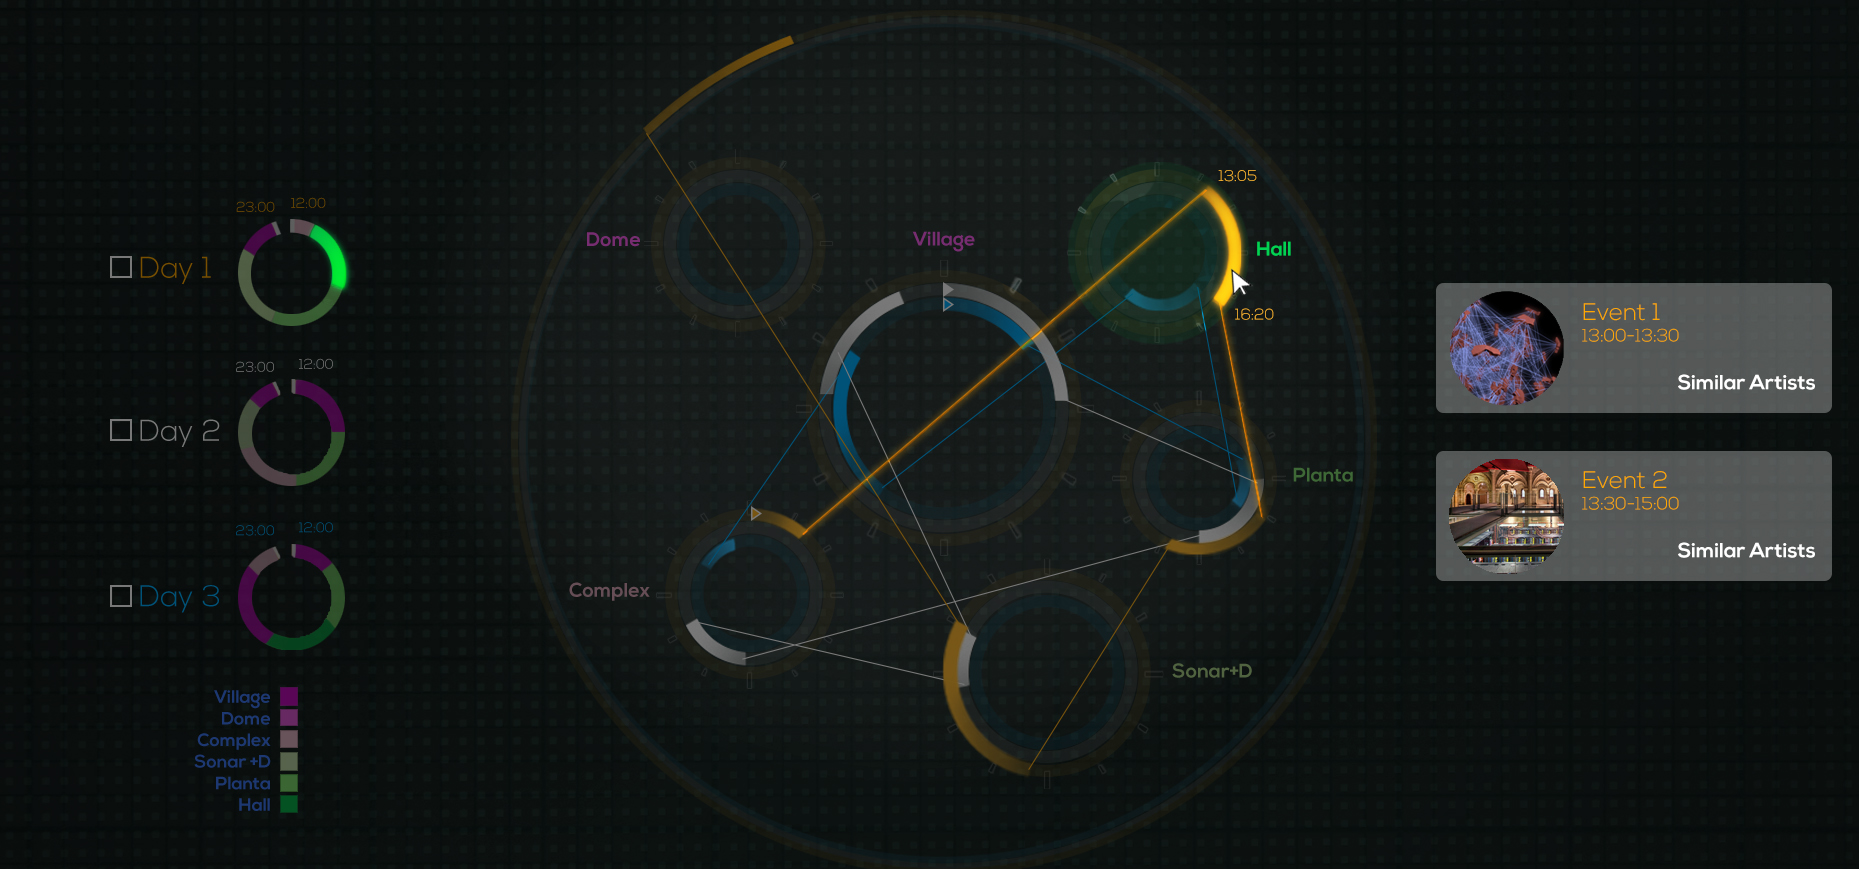 23:00 12:00
Day 1
23:00 12:00
Day 2
23:00 12:00
Day 3
Village
Dome
Complex
Sonar +D
Planta
Hall
Dome
Village
13:05
Hall
16:20
Planta
Complex
Sonar+D
Event 1
13:00-13:30
Similar Artists
Event 2
13:30-15:00
Similar Artists